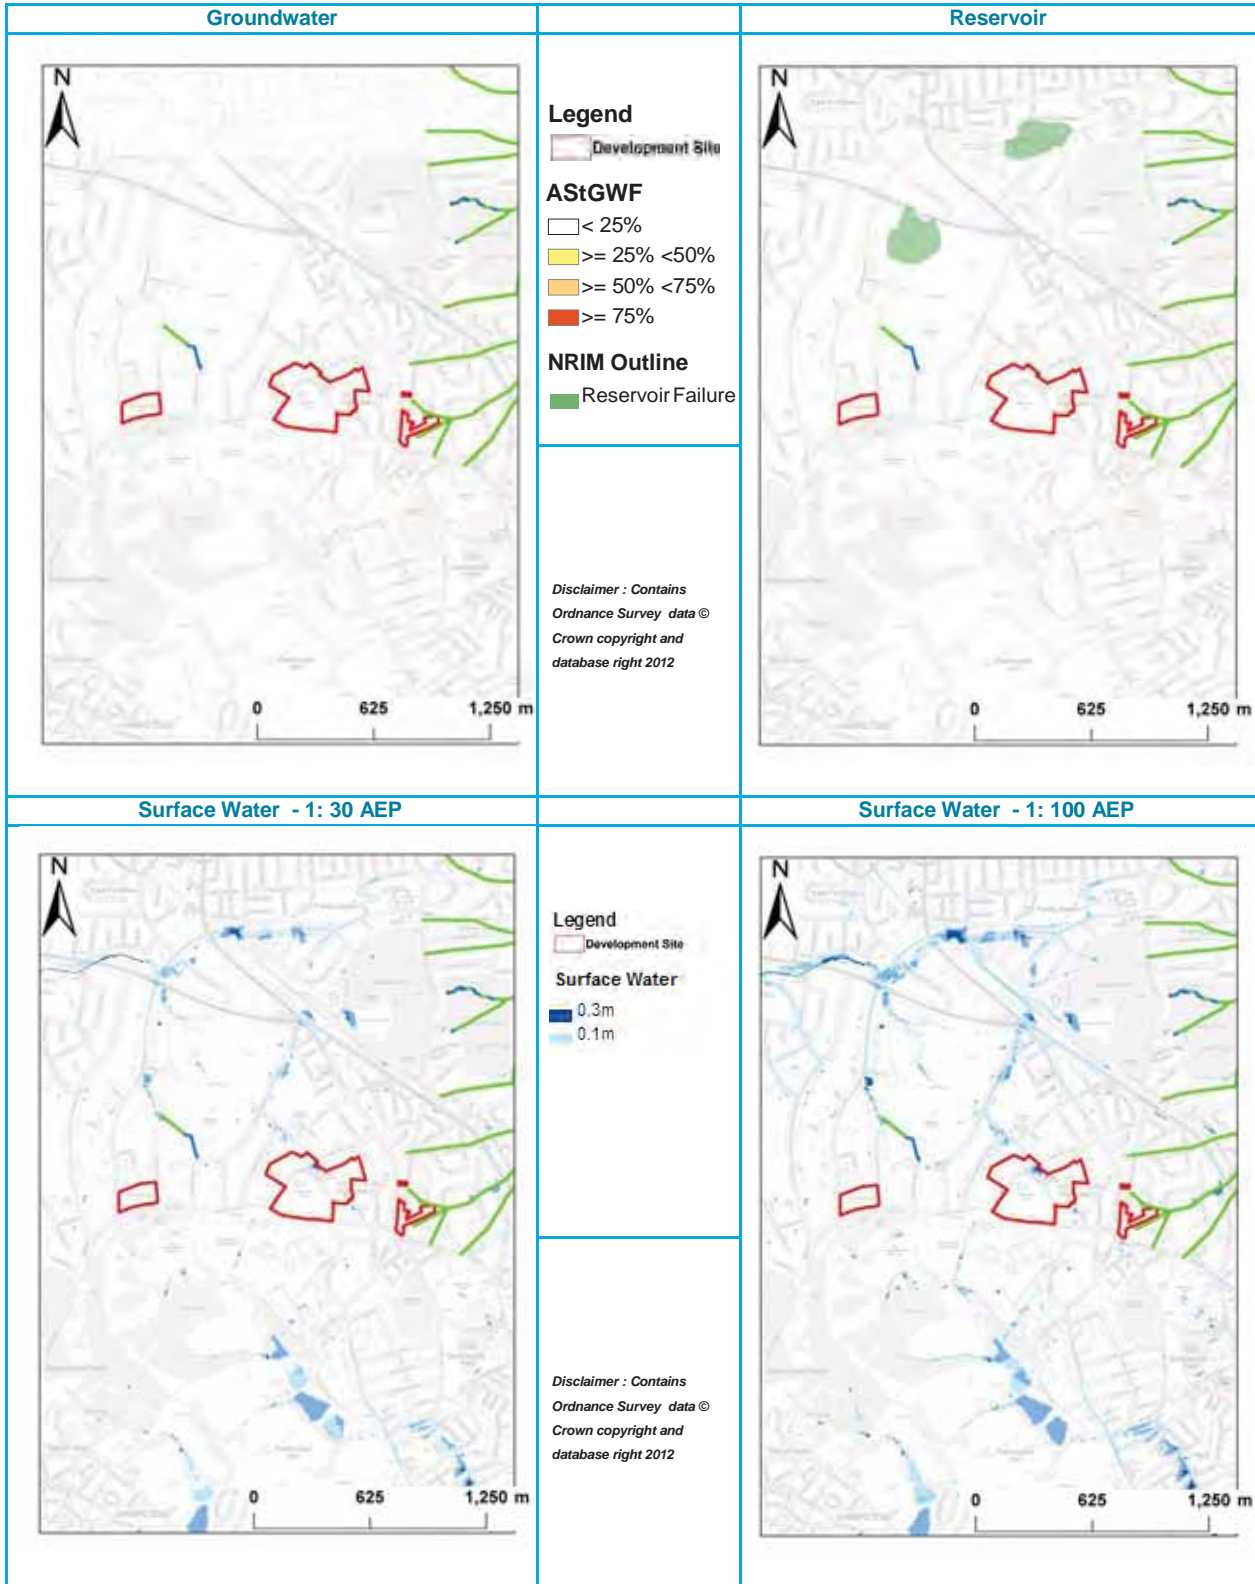 Groundwater
Reservoir
N
Legend
Development Site
AStGWF
< 25%
>= 25% <50%
>= 50% <75%
>= 75%
NRIM Outline
Reservoir Failure
Disclaimer : Contains
Ordnance Survey data ©
Crown copyright and
database right 2012
0 625 1,250 m
N
0 625 1,250 m
Surface Water - 1: 30 AEP
Surface Water - 1: 100 AEP
N
Legend
Development Site
Surface Water
0.3m
0.1m
Disclaimer : Contains
Ordnance Survey data ©
Crown copyright and
database right 2012
0 625 1,250 m
N
0 625 1,250 m